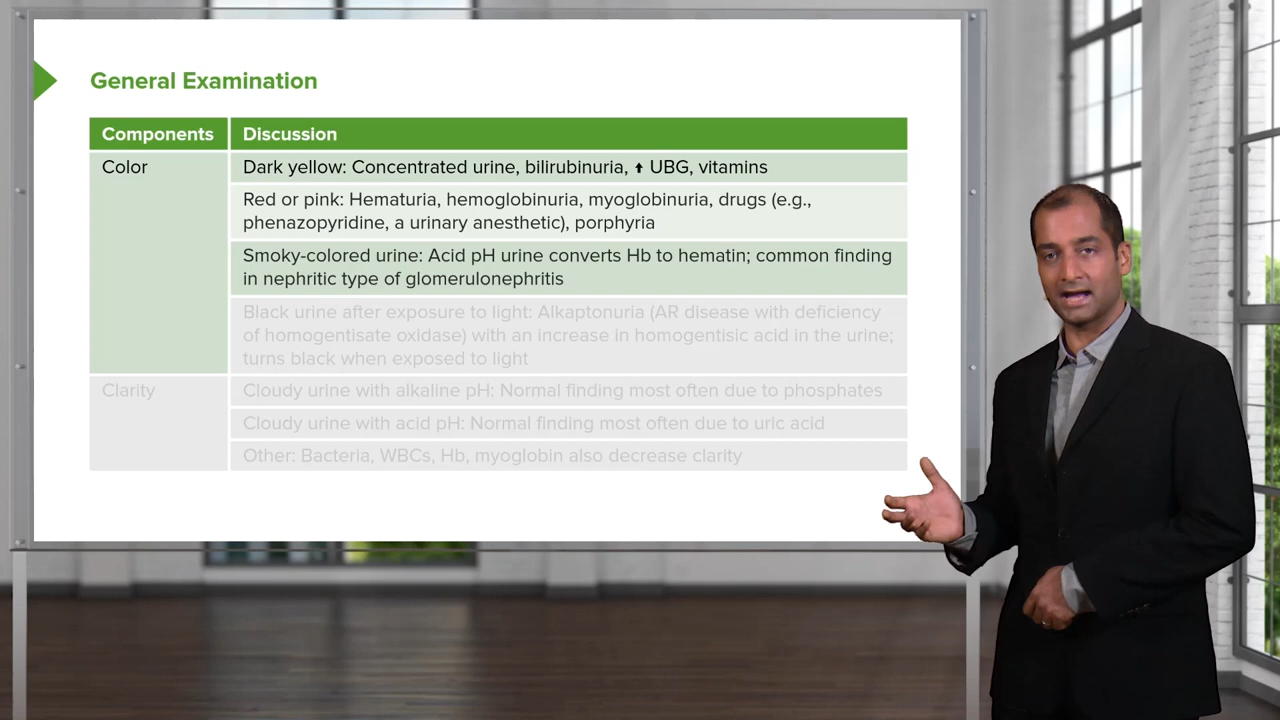 General Examination
Components
Discussion
Color
Dark yellow: Concentrated urine, bilirubinuria, ⬆ UBG, vitamins
Red or pink: Hematuria, hemoglobinuria, myoglobinuria, drugs (e.g.,
phenazopyridine, a urinary anesthetic), porphyria
Smoky-colored urine: Acid pH urine converts Hb to hematin; common finding
in nephritic type of glomerulonephritis
Black urine after exposure to light: Alkaptonuria (AR disease with deficiency
of homogentisate oxidase) with an increase in homogentisic acid in the urine;
turns black when exposed to light
Clarity
Cloudy urine with alkaline pH: Normal finding most often due to phosphates
Cloudy urine with acid pH: Normal finding most often due to uric acid
Other: Bacteria, WBCs, Hb, myoglobin also decrease clarity